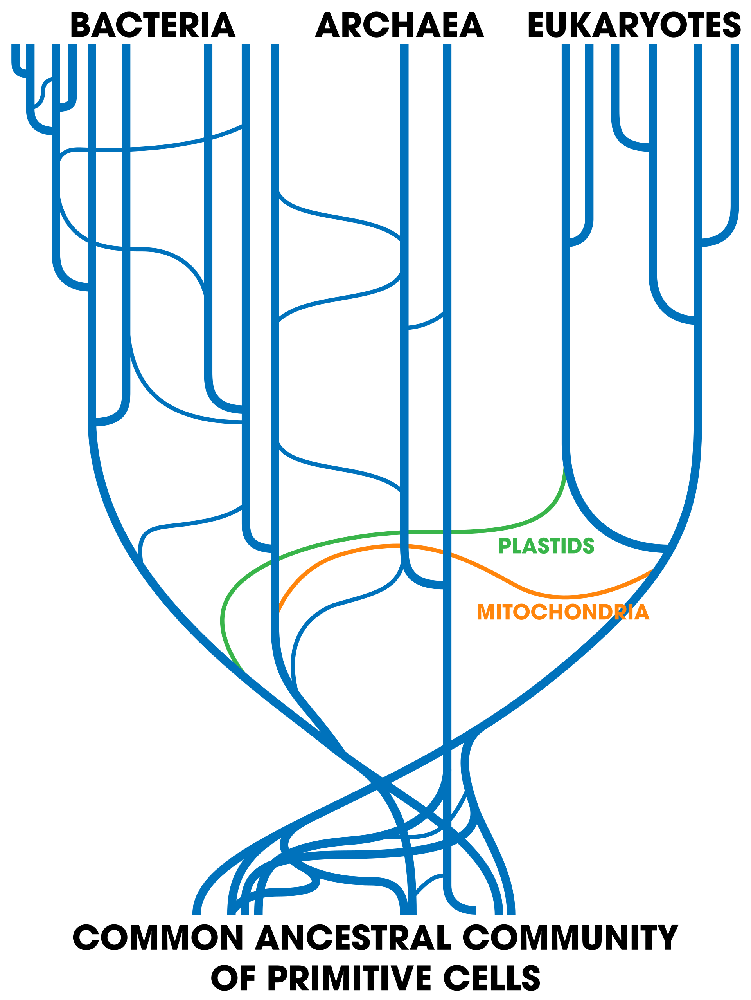 BACTERIA ARCHAEA EUKARYOTES
PLASTIDS
MITOCHONDRIA
COMMON ANCESTRAL COMMUNITY
OF PRIMITIVE CELLS